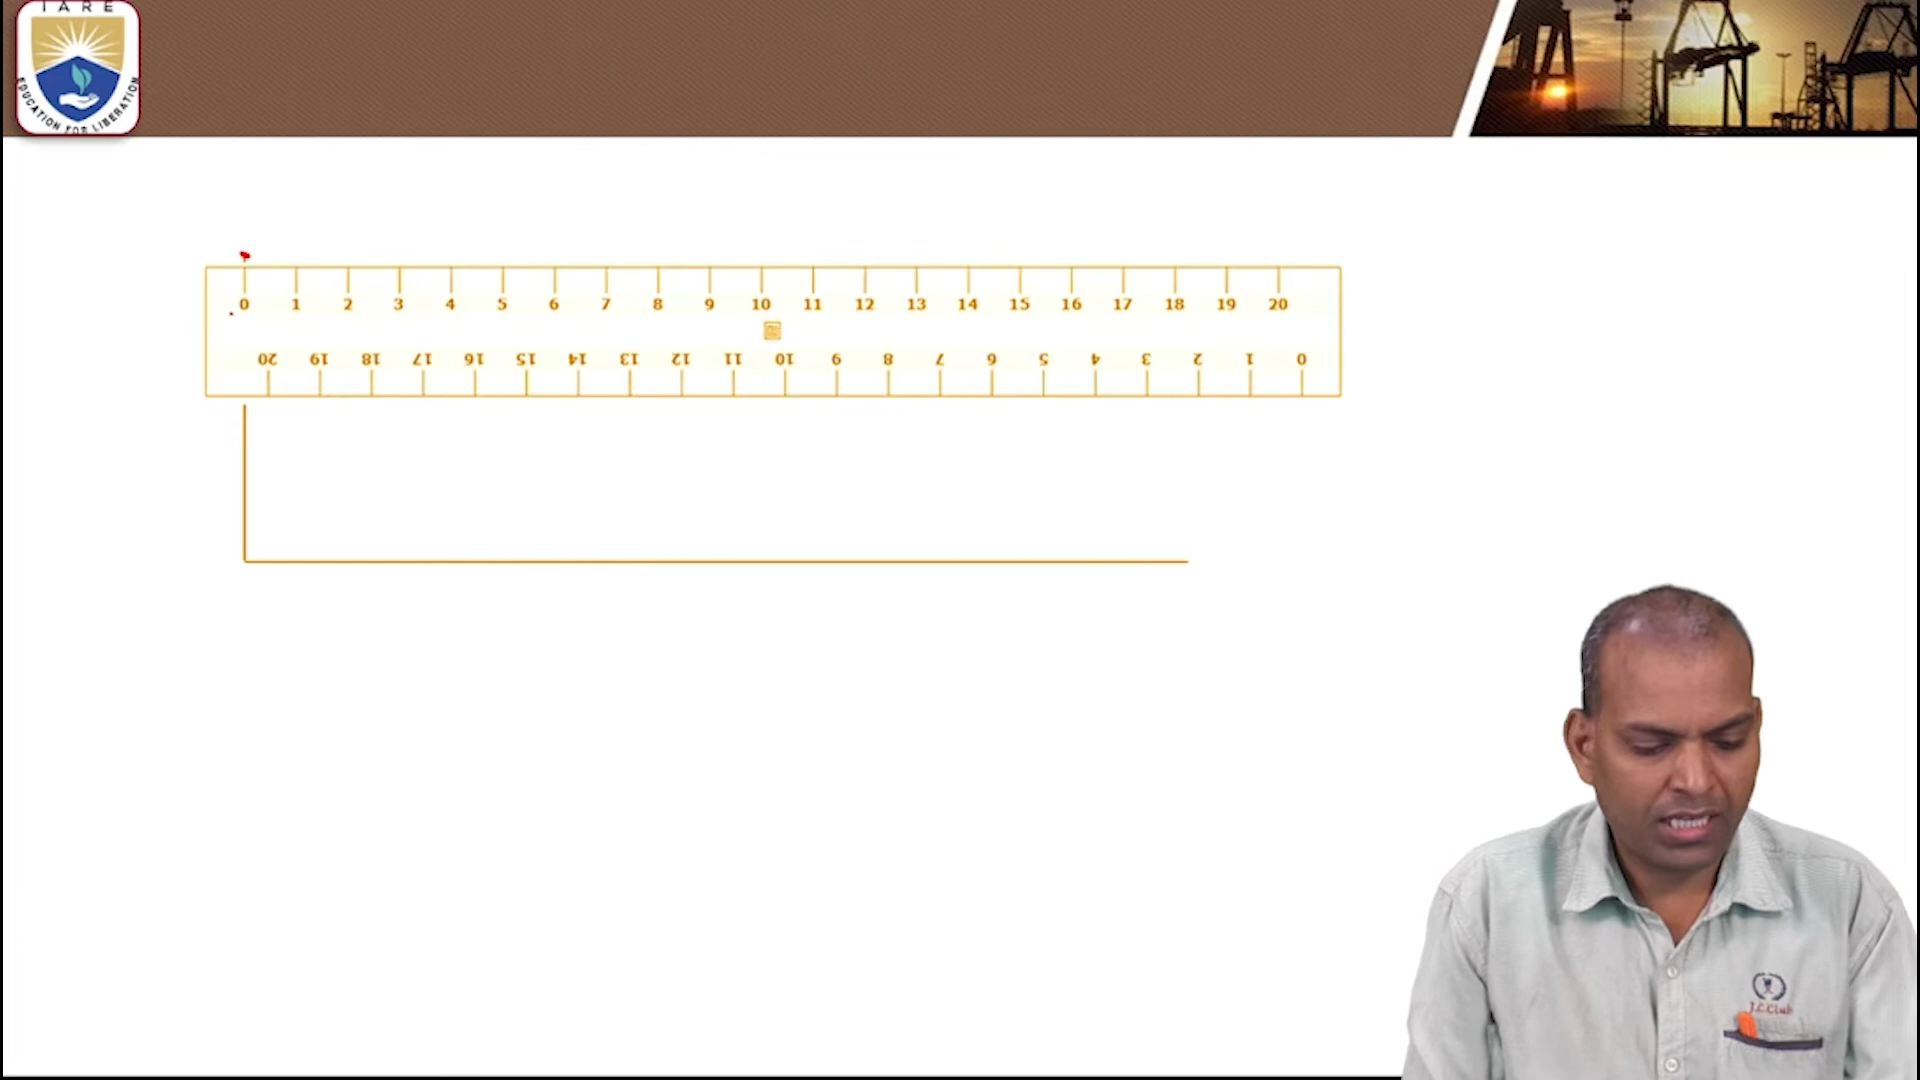 IARE
EDUCATION FOR LIBERATION
0 1 2 3 4 5 6 7 8 9 10 11 12 13 14 15 16 17 18 19 20
20 19 18 17 16 15 14 13 12 11 10 9 8 7 6 5 4 3 2 1 0
J.C.Club